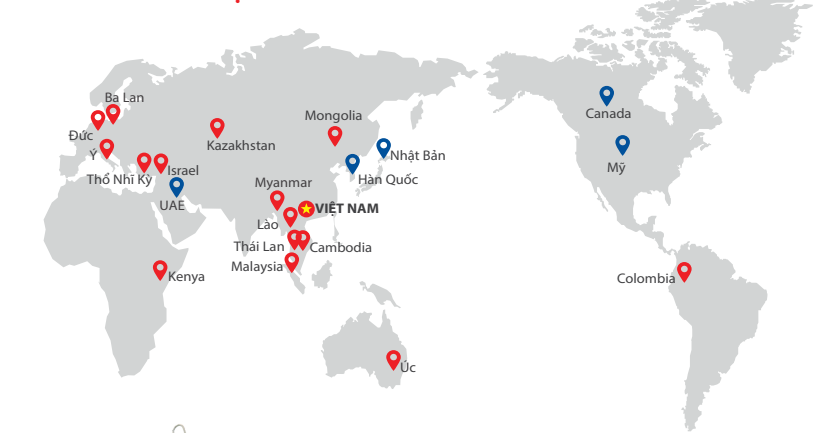 Ba Lan
Canada
Mongolia
Đức
Kazakhstan
Ý
Nhật Bản
Mỹ
Israel
Thổ Nhĩ Kỳ
Hàn Quốc
Myanmar
UAE
VIỆT NAM
Lào
Thái Lan
Cambodia
Malaysia
Kenya
Colombia
Úc